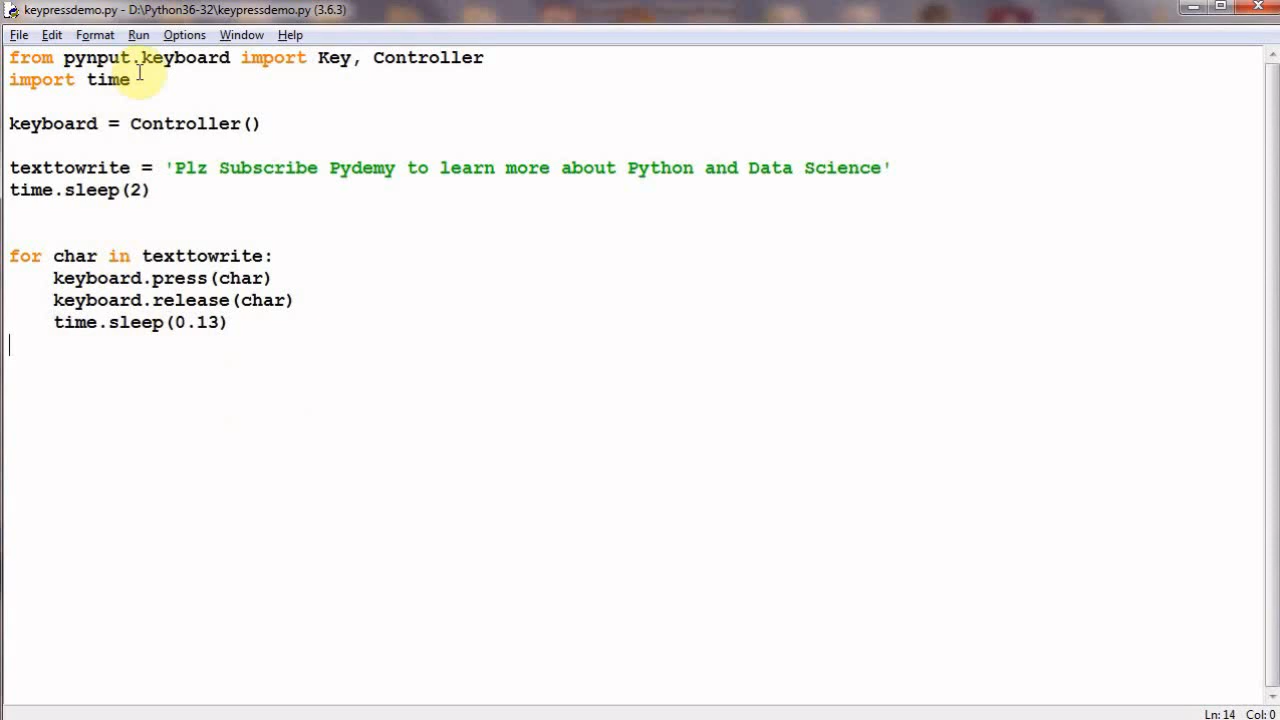 keypressdemo.py - D:\Python36-32\keypressdemo.py (3.6.3)
File Edit Format Run Options Window Help
from pynput.keyboard import Key, Controller
import time
keyboard = Controller()
texttowrite = 'Plz Subscribe Pydemy to learn more about Python and Data Science'
time.sleep(2)
for char in texttowrite:
    keyboard.press(char)
    keyboard.release(char)
    time.sleep(0.13)
Ln: 14 Col: 0